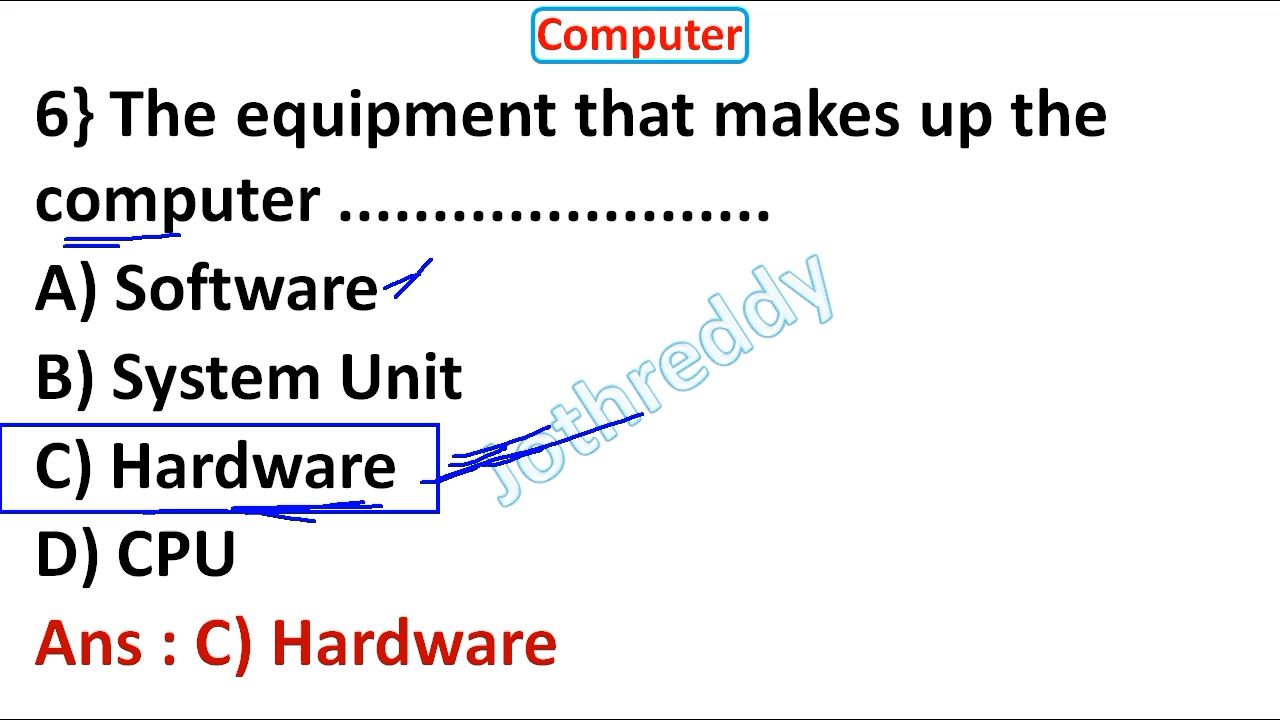 Computer
6} The equipment that makes up the
computer .......................
A) Software
B) System Unit
C) Hardware
D) CPU
Ans : C) Hardware
jothreddy